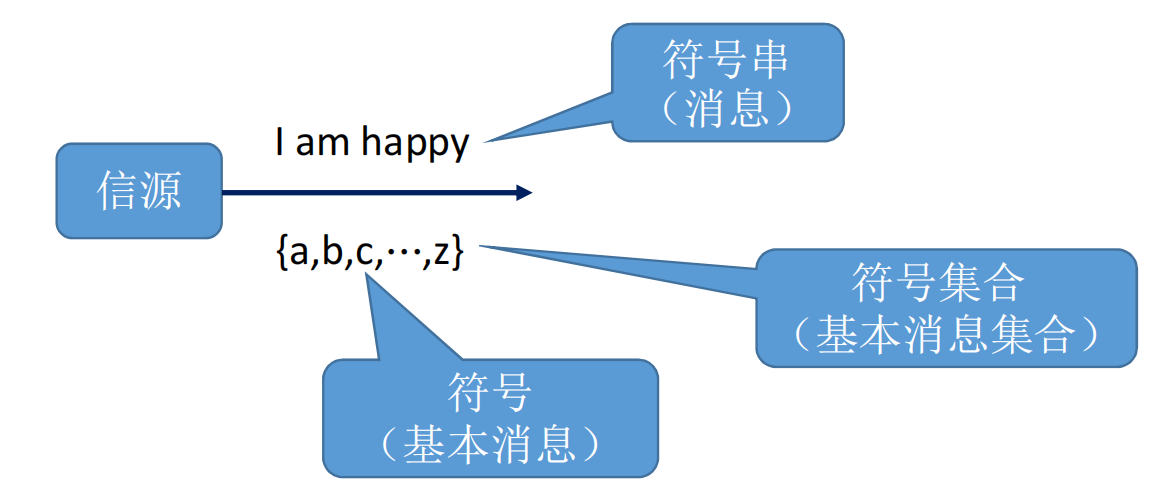 符号串
（消息）
I am happy
信源
{a,b,c,⋯,z}
符号集合
（基本消息集合）
符号
（基本消息）